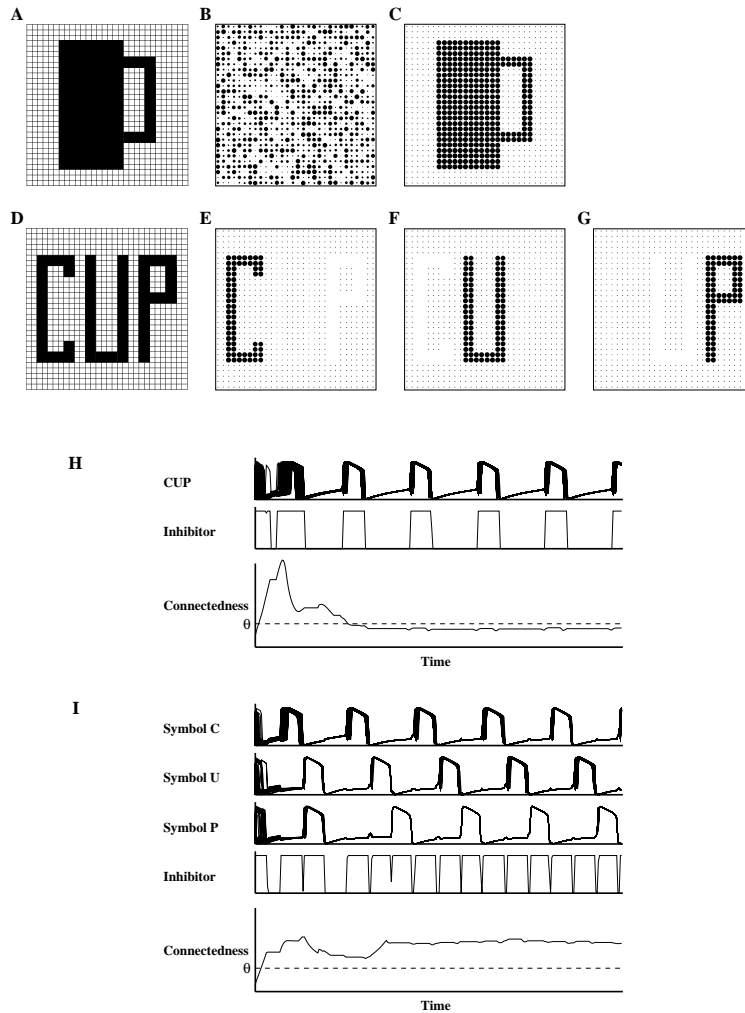 A
B
C
D
E
F
G
CUP
C
U
P
H
CUP
Inhibitor
Connectedness
θ
Time
I
Symbol C
Symbol U
Symbol P
Inhibitor
Connectedness
θ
Time